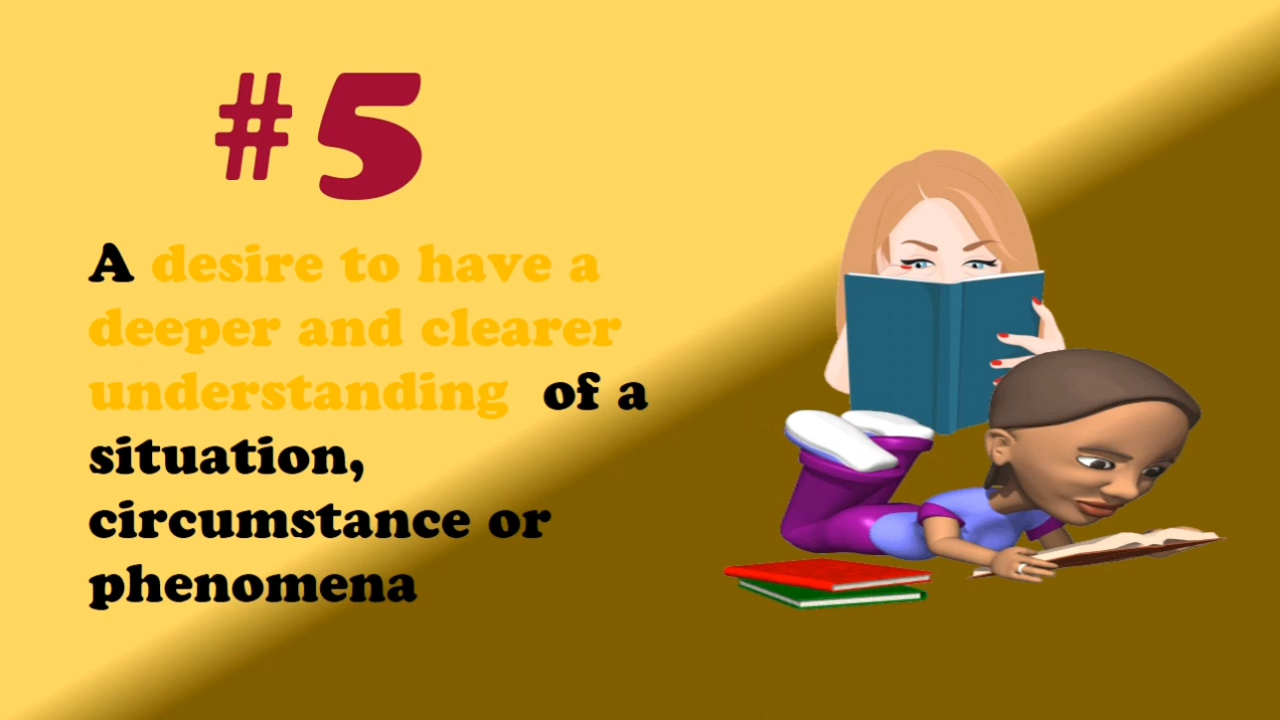 #5
A desire to have a
deeper and clearer
understanding of a
situation,
circumstance or
phenomena